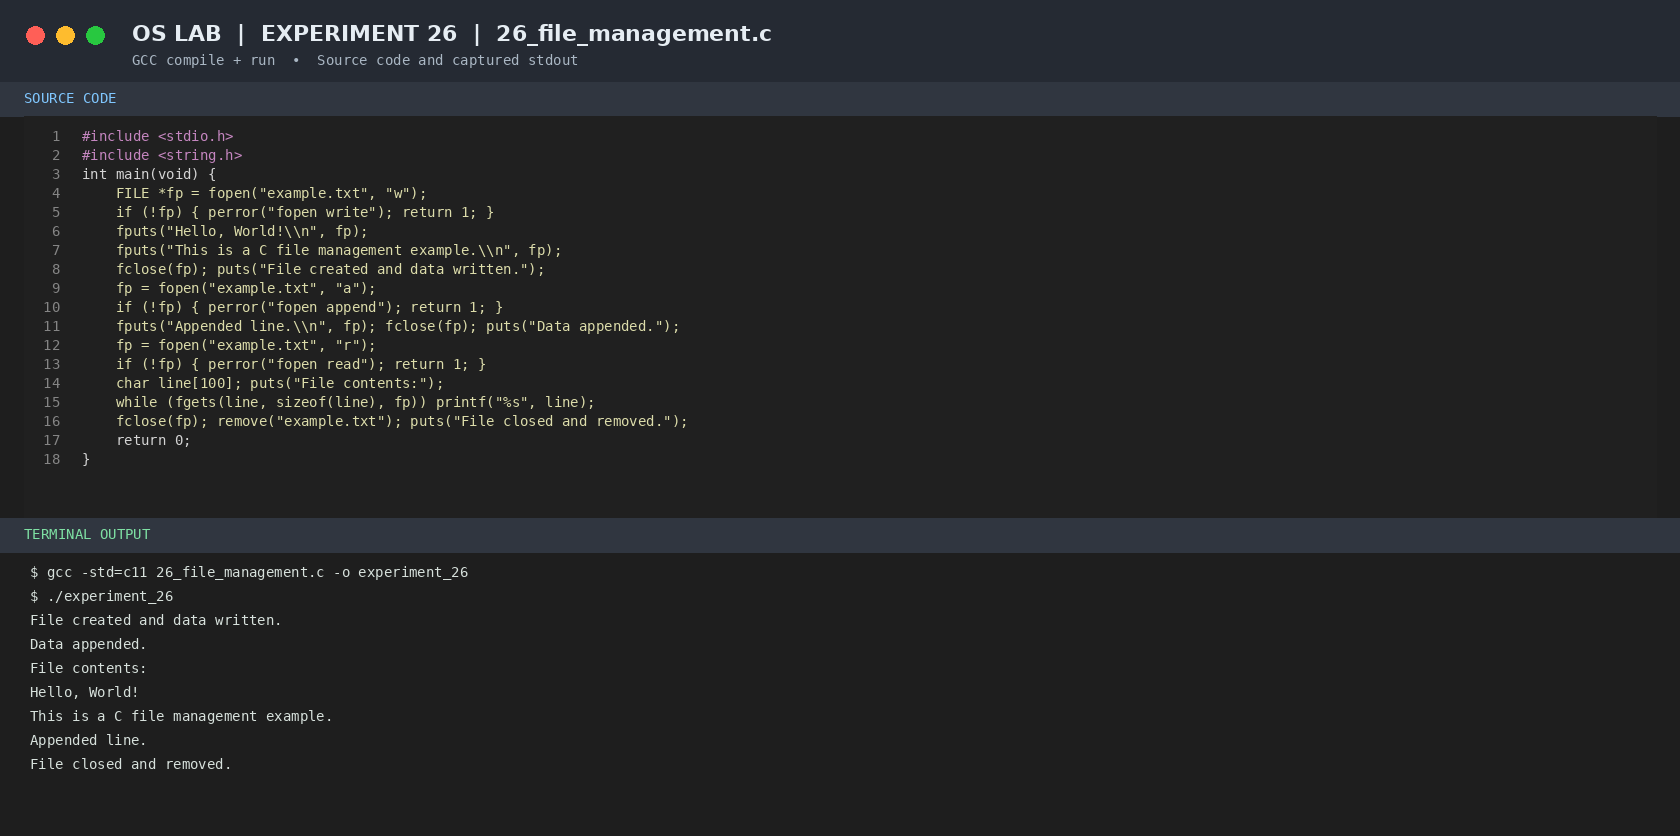 OS LAB | EXPERIMENT 26 | 26_file_management.c
GCC compile + run • Source code and captured stdout
SOURCE CODE
1 #include <stdio.h>
2 #include <string.h>
3 int main(void) {
4     FILE *fp = fopen("example.txt", "w");
5     if (!fp) { perror("fopen write"); return 1; }
6     fputs("Hello, World!\\n", fp);
7     fputs("This is a C file management example.\\n", fp);
8     fclose(fp); puts("File created and data written.");
9     fp = fopen("example.txt", "a");
10     if (!fp) { perror("fopen append"); return 1; }
11     fputs("Appended line.\\n", fp); fclose(fp); puts("Data appended.");
12     fp = fopen("example.txt", "r");
13     if (!fp) { perror("fopen read"); return 1; }
14     char line[100]; puts("File contents:");
15     while (fgets(line, sizeof(line), fp)) printf("%s", line);
16     fclose(fp); remove("example.txt"); puts("File closed and removed.");
17     return 0;
18 }
TERMINAL OUTPUT
$ gcc -std=c11 26_file_management.c -o experiment_26
$ ./experiment_26
File created and data written.
Data appended.
File contents:
Hello, World!
This is a C file management example.
Appended line.
File closed and removed.